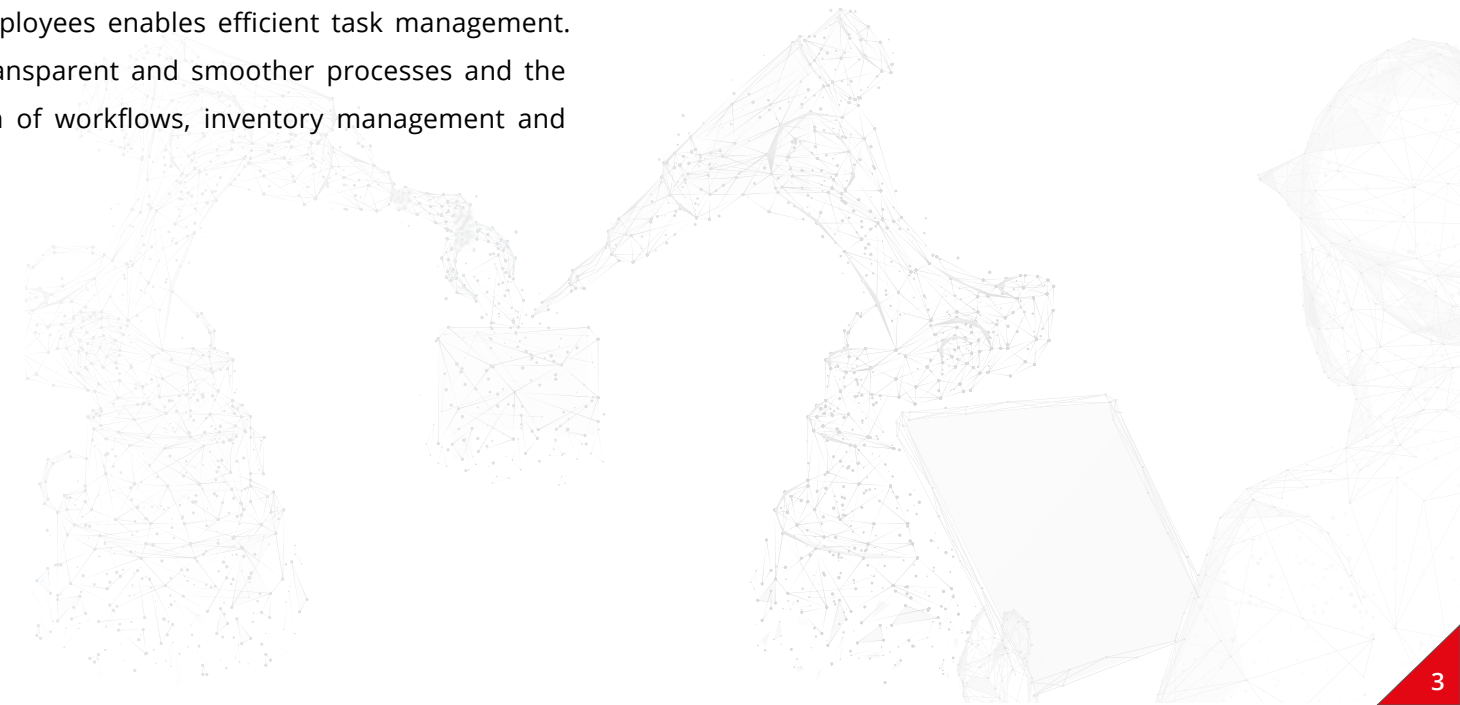 ployees enables efficient task management.
ansparent and smoother processes and the
of workflows, inventory management and
3